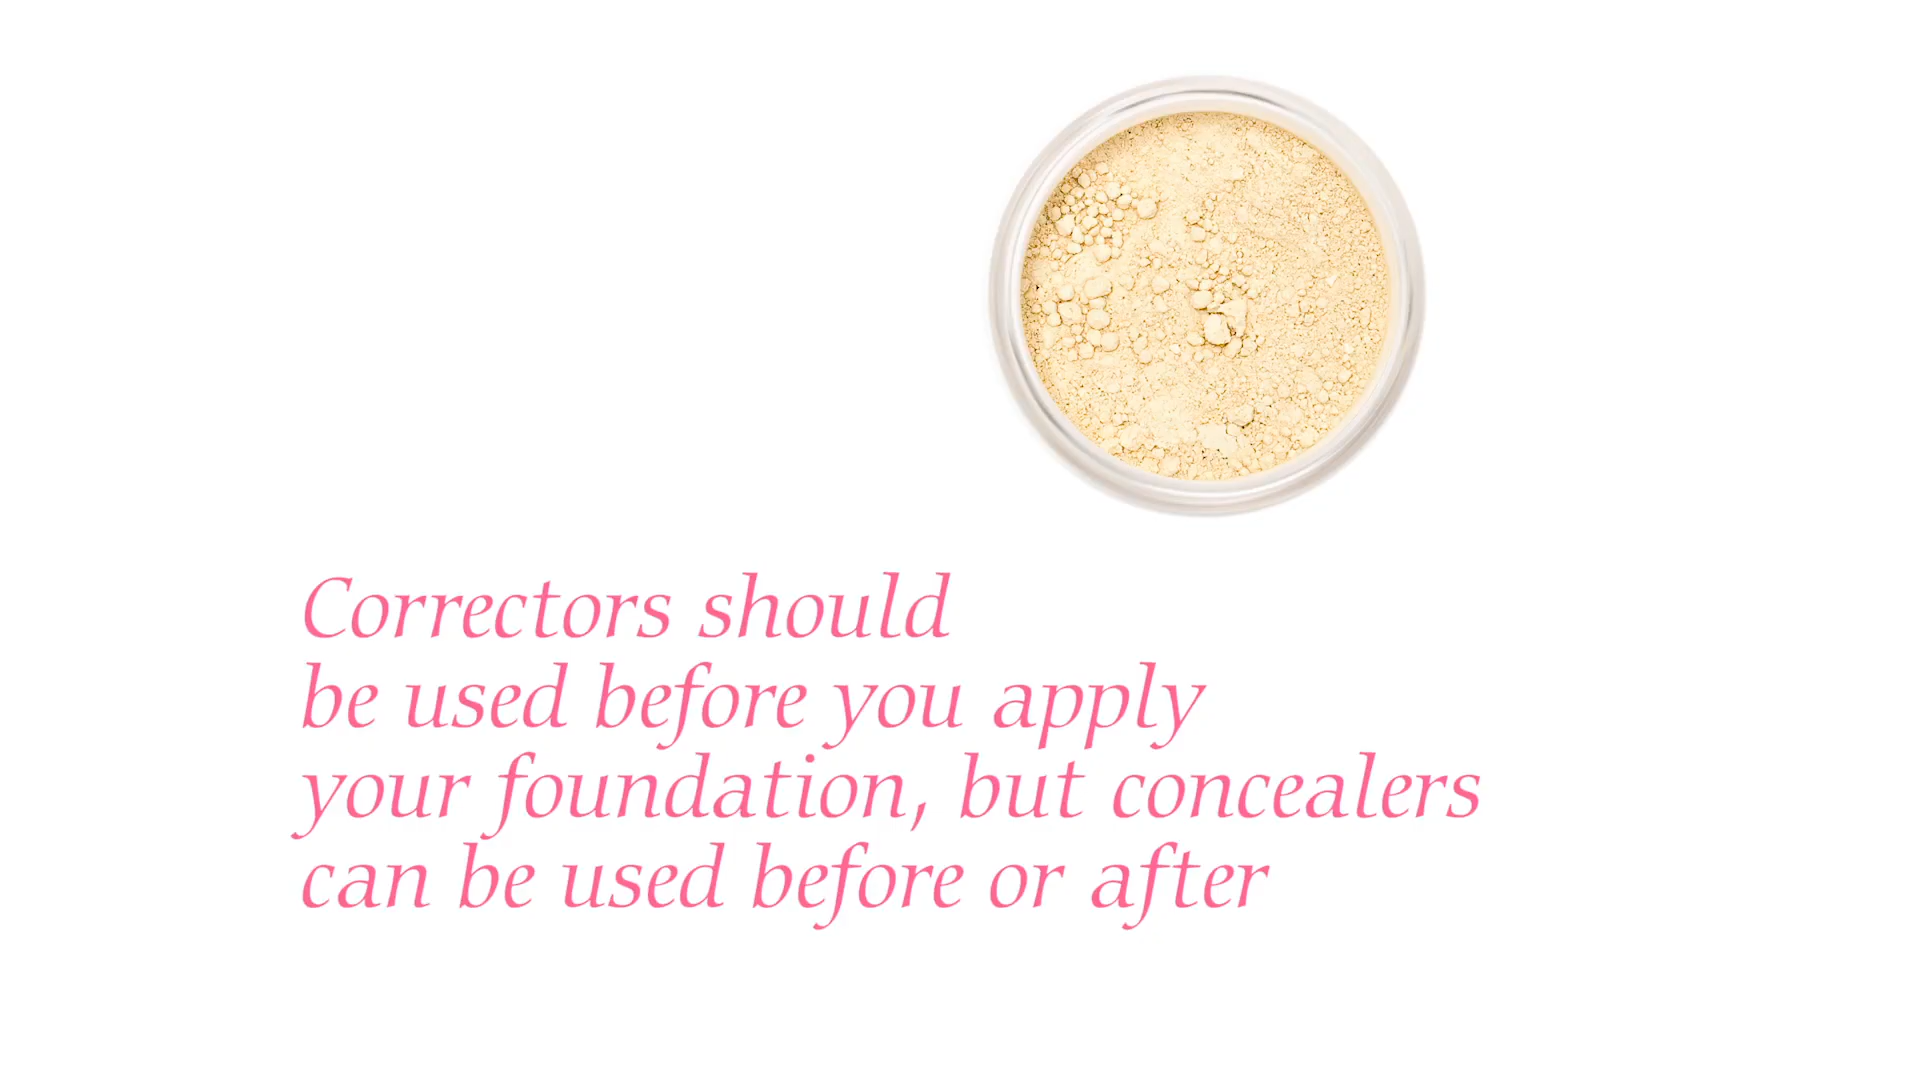 Correctors should
be used before you apply
your foundation, but concealers
can be used before or after